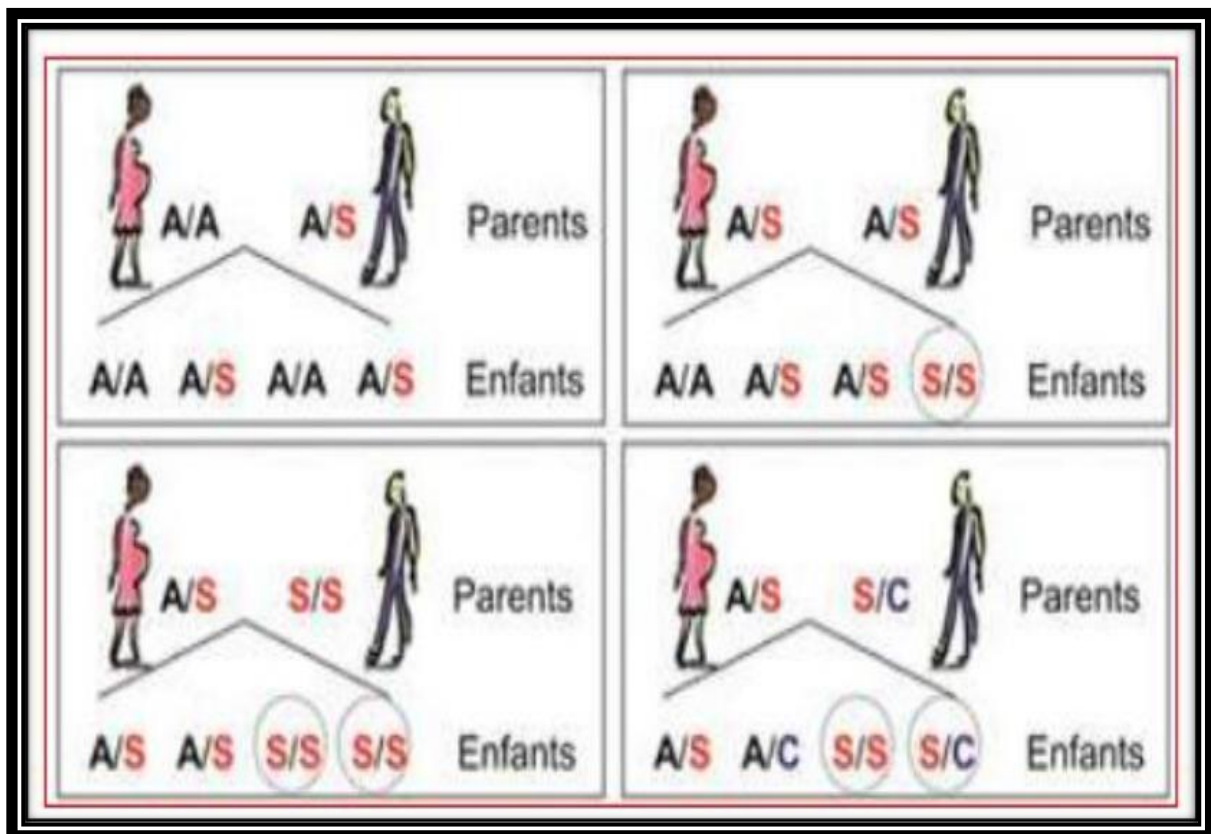 A/A A/S Parents
A/A A/S A/A A/S Enfants
A/S A/S Parents
A/A A/S A/S S/S Enfants
A/S S/S Parents
A/S A/S S/S S/S Enfants
A/S S/C Parents
A/S A/C S/S S/C Enfants